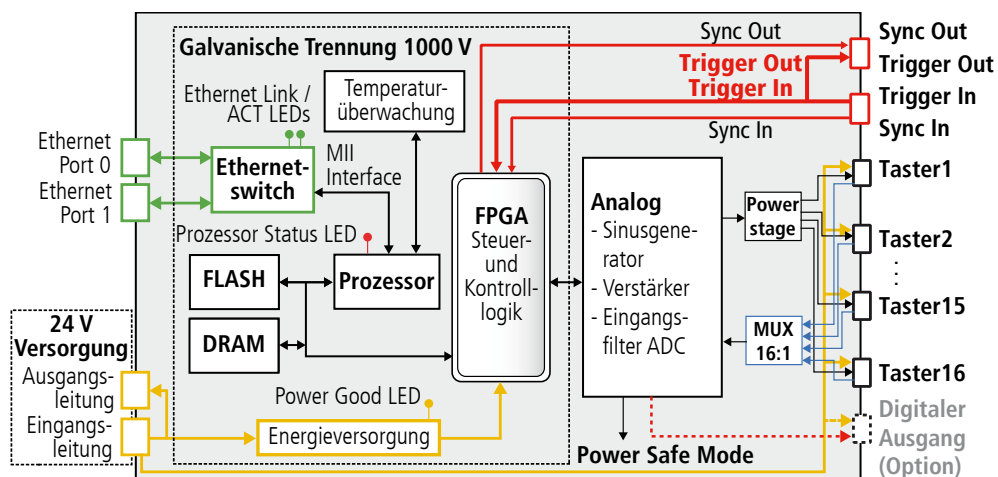 Galvanische Trennung 1000 V
Sync Out
Sync Out
Trigger Out
Trigger Out
Trigger In
Trigger In
Sync In
Sync In
Ethernet Link /
ACT LEDs
Temperatur-
überwachung
Ethernet
Port 0
Ethernet
Port 1
Ethernet-
switch
MII
Interface
Prozessor Status LED
FLASH
Prozessor
DRAM
FPGA
Steuer-
und
Kontroll-
logik
Analog
- Sinusgene-
rator
- Verstärker
- Eingangs-
filter ADC
Power
stage
MUX
16:1
Taster1
Taster2
. . .
Taster15
Taster16
24 V
Versorgung
Ausgangs-
leitung
Eingangs-
leitung
Power Good LED
Energieversorgung
Power Safe Mode
Digitaler
Ausgang
(Option)